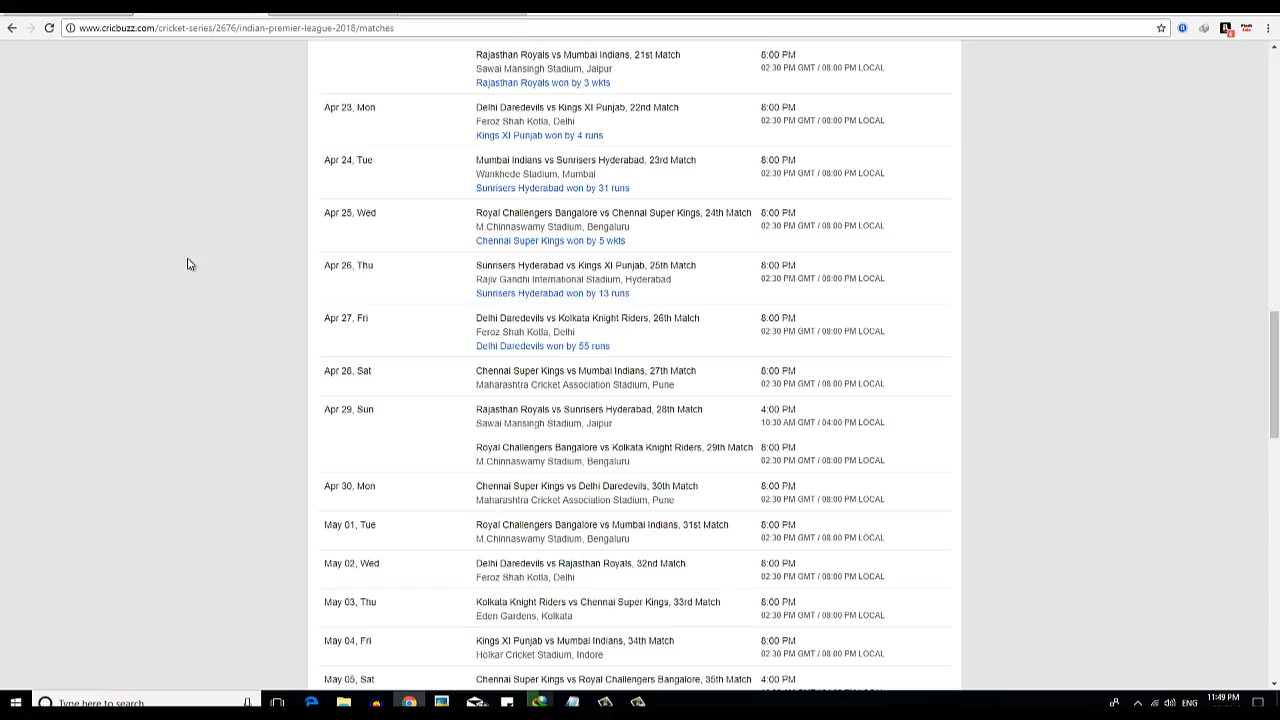 www.cricbuzz.com/cricket-series/2676/indian-premier-league-2018/matches
Rajasthan Royals vs Mumbai Indians, 21st Match 8:00 PM
Sawai Mansingh Stadium, Jaipur 02:30 PM GMT / 08:00 PM LOCAL
Rajasthan Royals won by 3 wkts
Apr 23, Mon Delhi Daredevils vs Kings XI Punjab, 22nd Match 8:00 PM
Feroz Shah Kotla, Delhi 02:30 PM GMT / 08:00 PM LOCAL
Kings XI Punjab won by 4 runs
Apr 24, Tue Mumbai Indians vs Sunrisers Hyderabad, 23rd Match 8:00 PM
Wankhede Stadium, Mumbai 02:30 PM GMT / 08:00 PM LOCAL
Sunrisers Hyderabad won by 31 runs
Apr 25, Wed Royal Challengers Bangalore vs Chennai Super Kings, 24th Match 8:00 PM
M.Chinnaswamy Stadium, Bengaluru 02:30 PM GMT / 08:00 PM LOCAL
Chennai Super Kings won by 5 wkts
Apr 26, Thu Sunrisers Hyderabad vs Kings XI Punjab, 25th Match 8:00 PM
Rajiv Gandhi International Stadium, Hyderabad 02:30 PM GMT / 08:00 PM LOCAL
Sunrisers Hyderabad won by 13 runs
Apr 27, Fri Delhi Daredevils vs Kolkata Knight Riders, 26th Match 8:00 PM
Feroz Shah Kotla, Delhi 02:30 PM GMT / 08:00 PM LOCAL
Delhi Daredevils won by 55 runs
Apr 28, Sat Chennai Super Kings vs Mumbai Indians, 27th Match 8:00 PM
Maharashtra Cricket Association Stadium, Pune 02:30 PM GMT / 08:00 PM LOCAL
Apr 29, Sun Rajasthan Royals vs Sunrisers Hyderabad, 28th Match 4:00 PM
Sawai Mansingh Stadium, Jaipur 10:30 AM GMT / 04:00 PM LOCAL
Royal Challengers Bangalore vs Kolkata Knight Riders, 29th Match 8:00 PM
M.Chinnaswamy Stadium, Bengaluru 02:30 PM GMT / 08:00 PM LOCAL
Apr 30, Mon Chennai Super Kings vs Delhi Daredevils, 30th Match 8:00 PM
Maharashtra Cricket Association Stadium, Pune 02:30 PM GMT / 08:00 PM LOCAL
May 01, Tue Royal Challengers Bangalore vs Mumbai Indians, 31st Match 8:00 PM
M.Chinnaswamy Stadium, Bengaluru 02:30 PM GMT / 08:00 PM LOCAL
May 02, Wed Delhi Daredevils vs Rajasthan Royals, 32nd Match 8:00 PM
Feroz Shah Kotla, Delhi 02:30 PM GMT / 08:00 PM LOCAL
May 03, Thu Kolkata Knight Riders vs Chennai Super Kings, 33rd Match 8:00 PM
Eden Gardens, Kolkata 02:30 PM GMT / 08:00 PM LOCAL
May 04, Fri Kings XI Punjab vs Mumbai Indians, 34th Match 8:00 PM
Holkar Cricket Stadium, Indore 02:30 PM GMT / 08:00 PM LOCAL
May 05, Sat Chennai Super Kings vs Royal Challengers Bangalore, 35th Match 4:00 PM
Type here to search ENG 11:49 PM